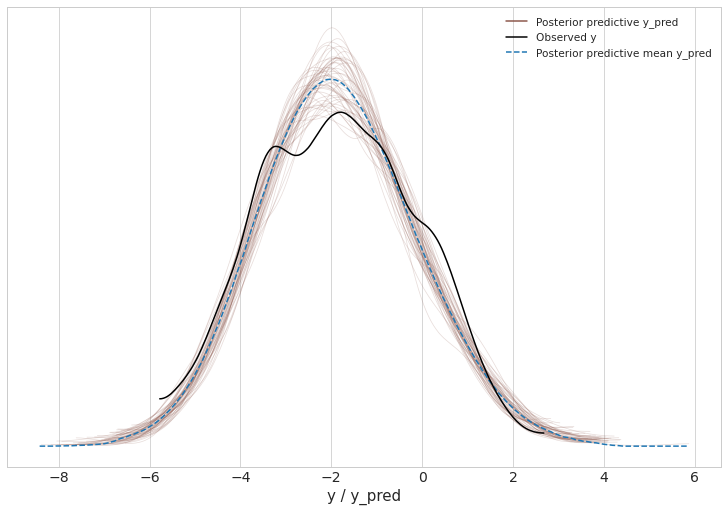 Posterior predictive y_pred
Observed y
Posterior predictive mean y_pred
−8 −6 −4 −2 0 2 4 6
y / y_pred